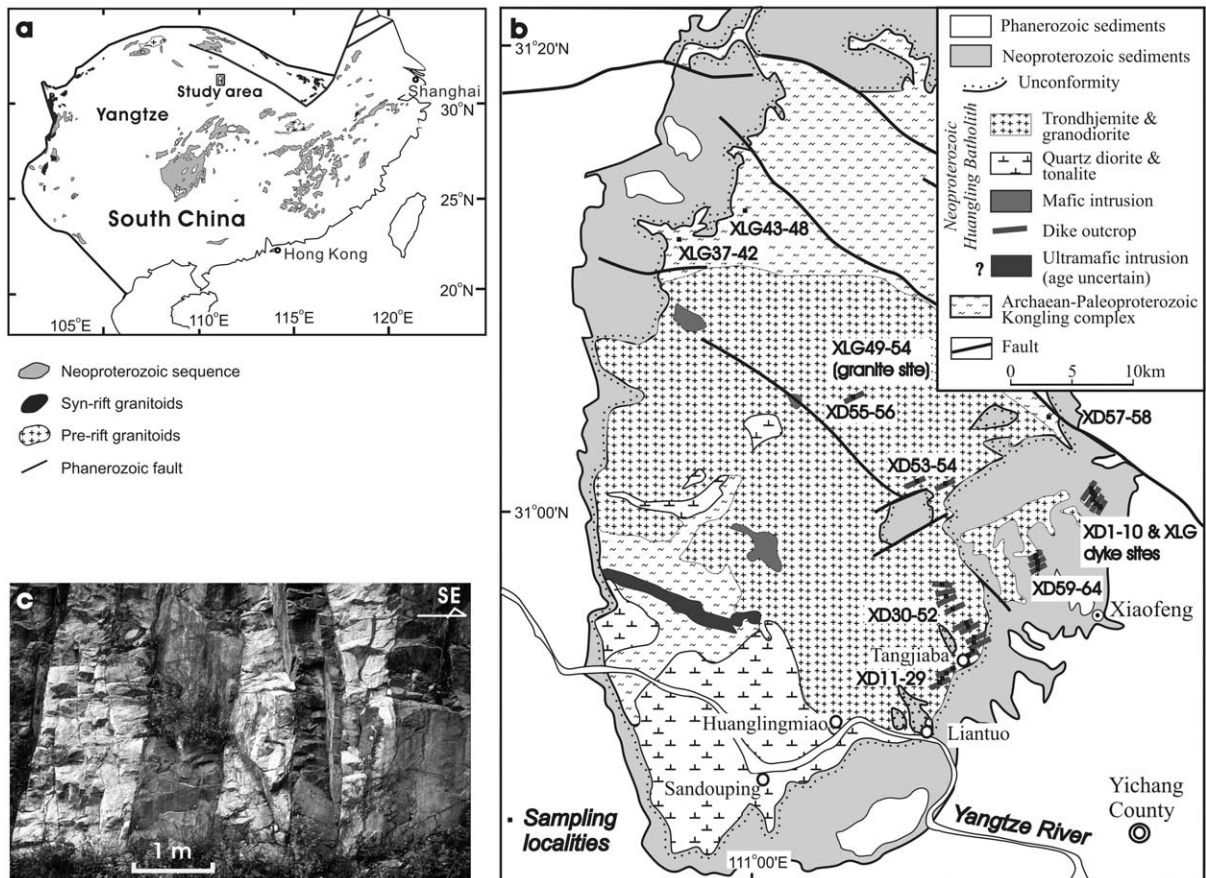 a
Study area
Yangtze
Shanghai
30°N
25°N
South China
Hong Kong
20°N
105°E
110°E
115°E
120°E
Neoproterozoic sequence
Syn-rift granitoids
Pre-rift granitoids
Phanerozoic fault
c
SE
1 m
b
31°20'N
XLG43-48
XLG37-42
XLG49-54
(granite site)
XD55-56
XD57-58
XD53-54
31°00'N
XD1-10 & XLG
dyke sites
XD59-64
Xiaofeng
XD30-52
Tangjiaba
XD11-29
Huanglingmiao
Liantuo
Sandouping
Yichang
County
Sampling
localities
Yangtze River
111°00'E
Phanerozoic sediments
Neoproterozoic sediments
Unconformity
Neoproterozoic
Huangling Batholith
Trondhjemite &
granodiorite
Quartz diorite &
tonalite
Mafic intrusion
Dike outcrop
? Ultramafic intrusion
(age uncertain)
Archaean-Paleoproterozoic
Kongling complex
Fault
0 5 10km